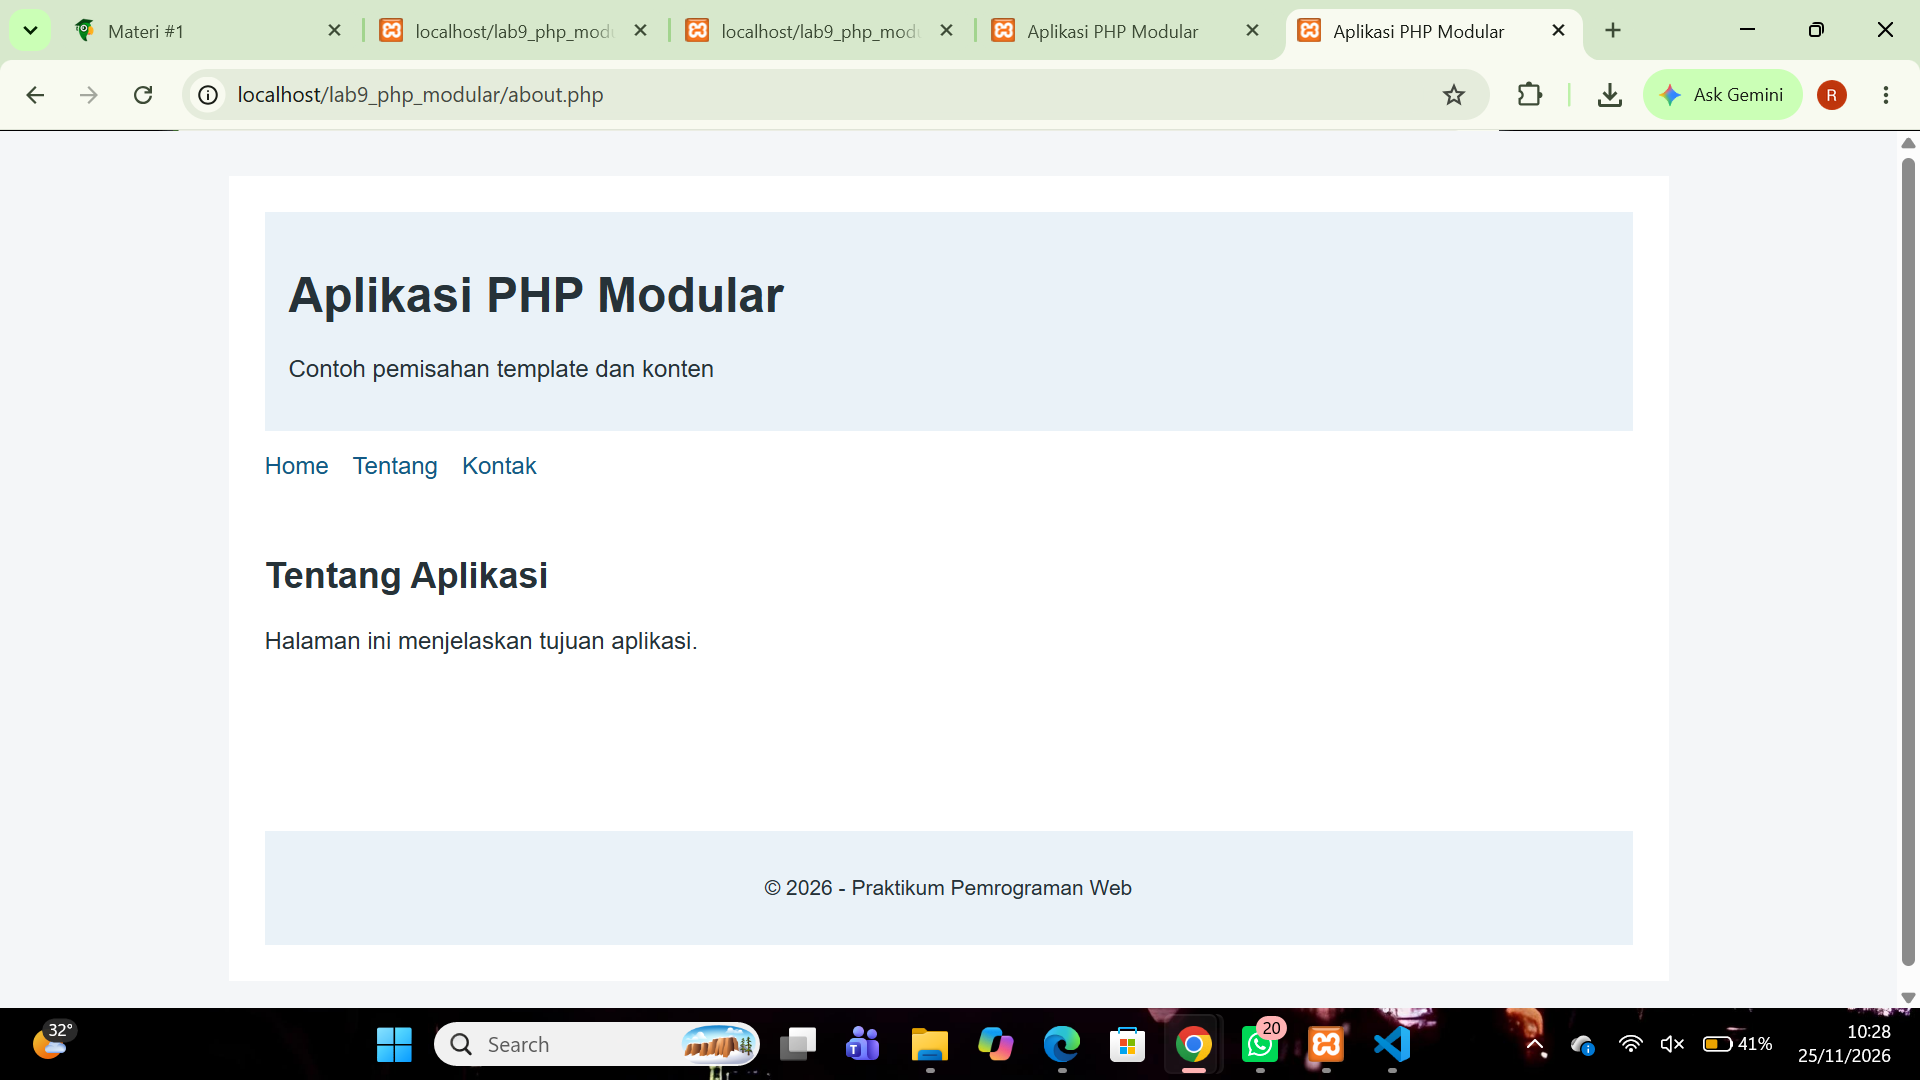 Materi #1
localhost/lab9_php_modu
localhost/lab9_php_modu
Aplikasi PHP Modular
Aplikasi PHP Modular
localhost/lab9_php_modular/about.php
Ask Gemini
R
Aplikasi PHP Modular
Contoh pemisahan template dan konten
Home Tentang Kontak
Tentang Aplikasi
Halaman ini menjelaskan tujuan aplikasi.
© 2026 - Praktikum Pemrograman Web
32°
Search
20
41%
10:28
25/11/2026